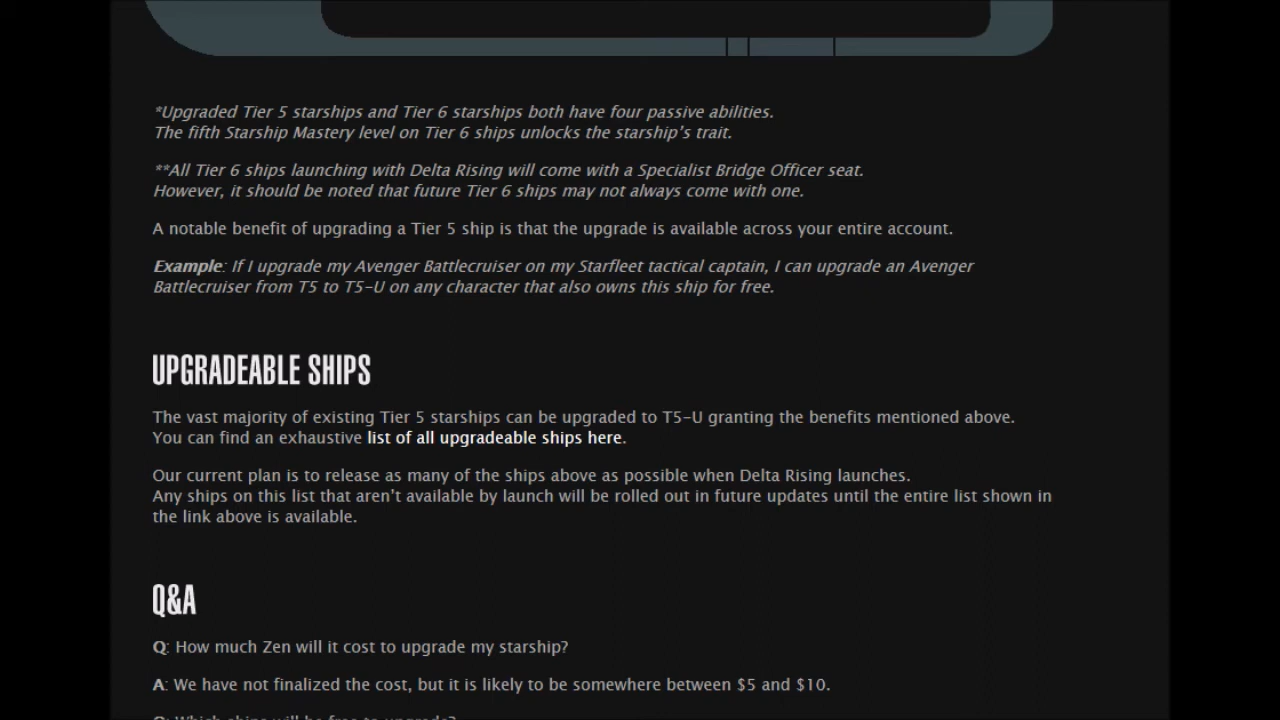 *Upgraded Tier 5 starships and Tier 6 starships both have four passive abilities.
The fifth Starship Mastery level on Tier 6 ships unlocks the starship's trait.
**All Tier 6 ships launching with Delta Rising will come with a Specialist Bridge Officer seat.
However, it should be noted that future Tier 6 ships may not always come with one.
A notable benefit of upgrading a Tier 5 ship is that the upgrade is available across your entire account.
Example: If I upgrade my Avenger Battlecruiser on my Starfleet tactical captain, I can upgrade an Avenger
Battlecruiser from T5 to T5-U on any character that also owns this ship for free.
UPGRADEABLE SHIPS
The vast majority of existing Tier 5 starships can be upgraded to T5-U granting the benefits mentioned above.
You can find an exhaustive list of all upgradeable ships here.
Our current plan is to release as many of the ships above as possible when Delta Rising launches.
Any ships on this list that aren't available by launch will be rolled out in future updates until the entire list shown in
the link above is available.
Q&A
Q: How much Zen will it cost to upgrade my starship?
A: We have not finalized the cost, but it is likely to be somewhere between $5 and $10.
Q: Which ships will be free to upgrade?